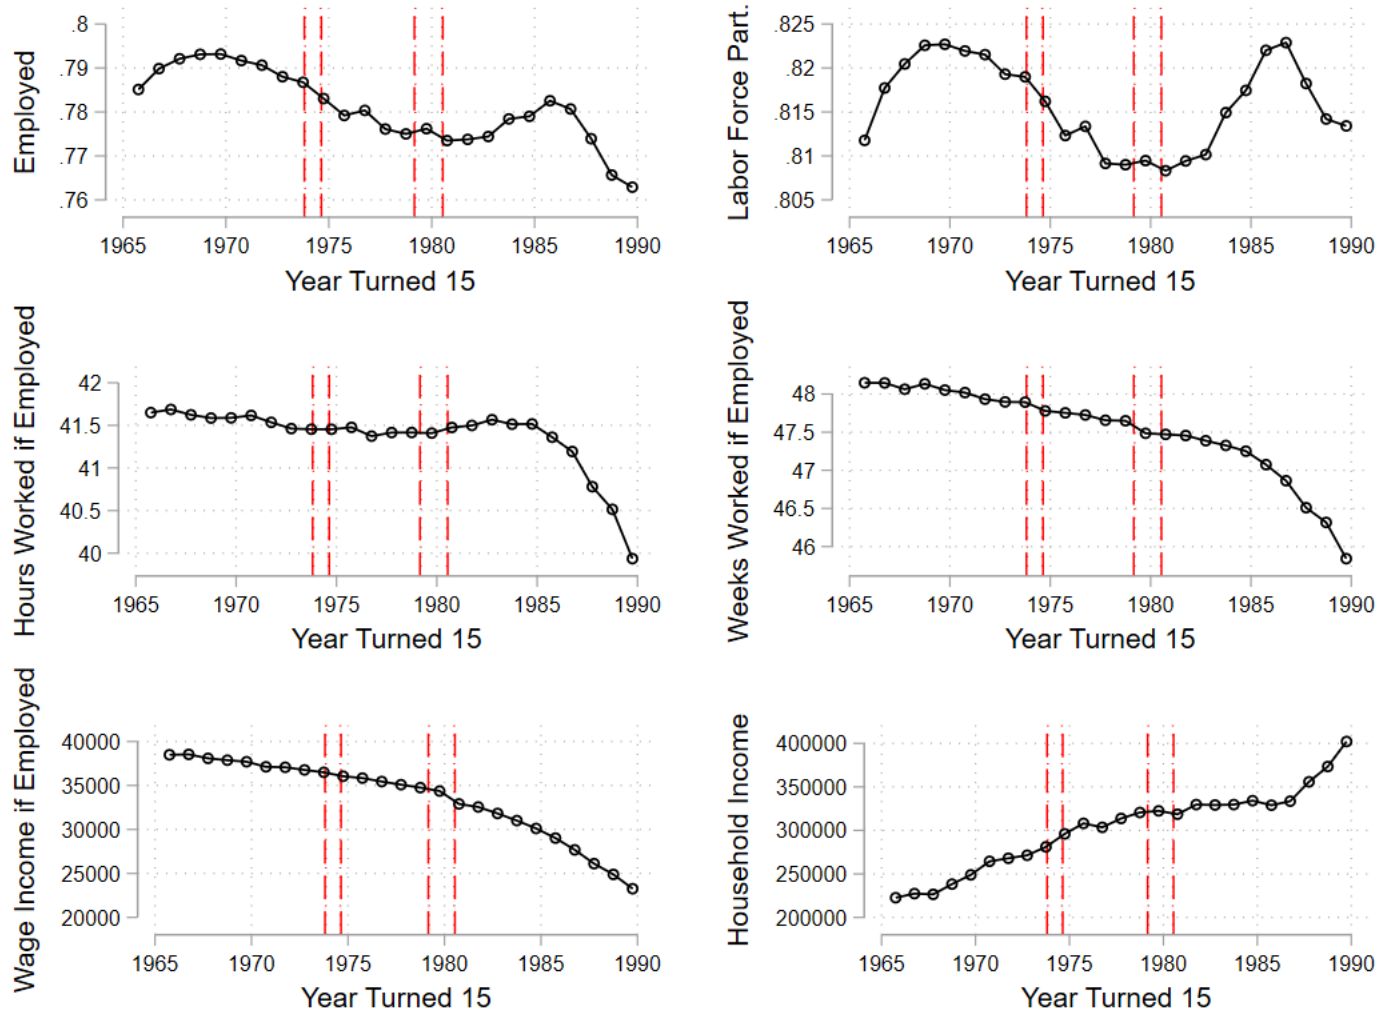 Employed
.8
.79
.78
.77
.76
1965 1970 1975 1980 1985 1990
Year Turned 15
Labor Force Part.
.825
.82
.815
.81
.805
1965 1970 1975 1980 1985 1990
Year Turned 15
Hours Worked if Employed
42
41.5
41
40.5
40
1965 1970 1975 1980 1985 1990
Year Turned 15
Weeks Worked if Employed
48
47.5
47
46.5
46
1965 1970 1975 1980 1985 1990
Year Turned 15
Wage Income if Employed
40000
35000
30000
25000
20000
1965 1970 1975 1980 1985 1990
Year Turned 15
Household Income
400000
350000
300000
250000
200000
1965 1970 1975 1980 1985 1990
Year Turned 15